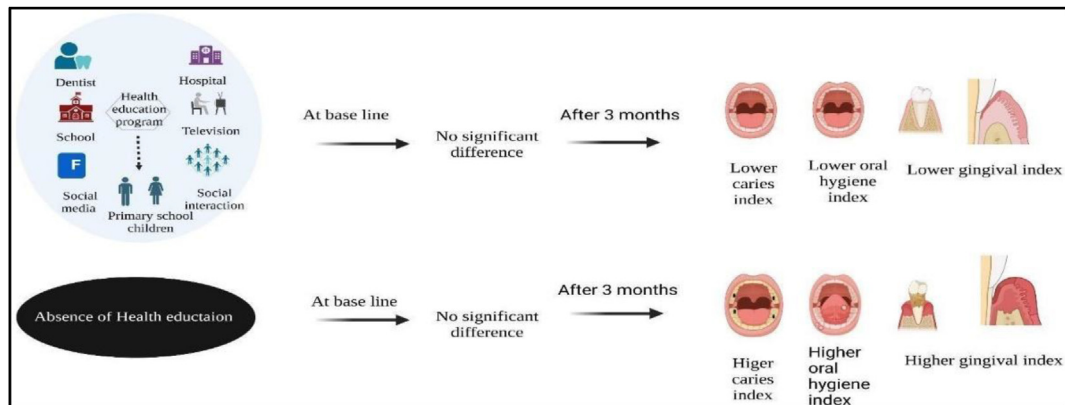 Dentist
Hospital
Health
education
program
School
Television
F
Social
media
Social
interaction
Primary school
children
At base line
No significant
difference
After 3 months
Lower
caries
index
Lower oral
hygiene
index
Lower gingival index
Absence of Health eductaion
At base line
No significant
difference
After 3 months
Higer
caries
index
Higher
oral
hygiene
index
Higher gingival index